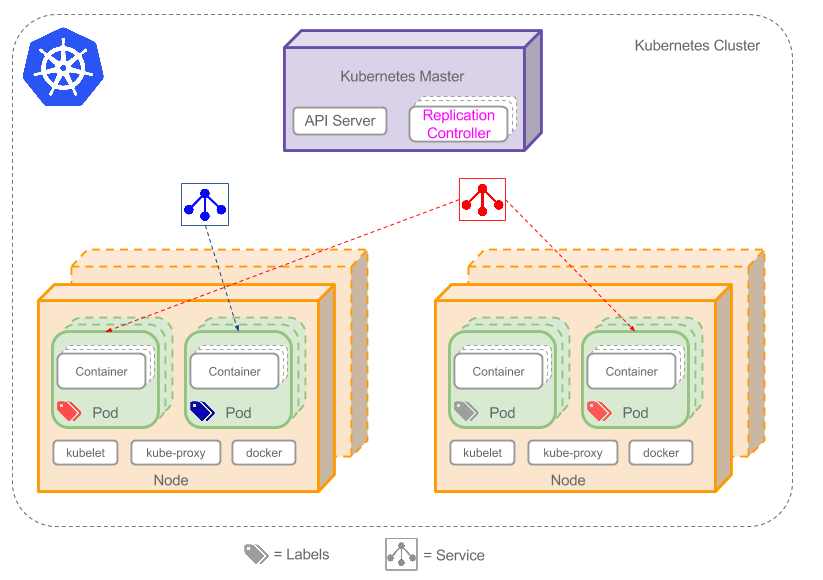 Kubernetes Cluster
Kubernetes Master
API Server
Replication
Controller
Container
Container
Container
Container
Pod
Pod
Pod
Pod
kubelet
kube-proxy
docker
kubelet
kube-proxy
docker
Node
Node
= Labels
= Service